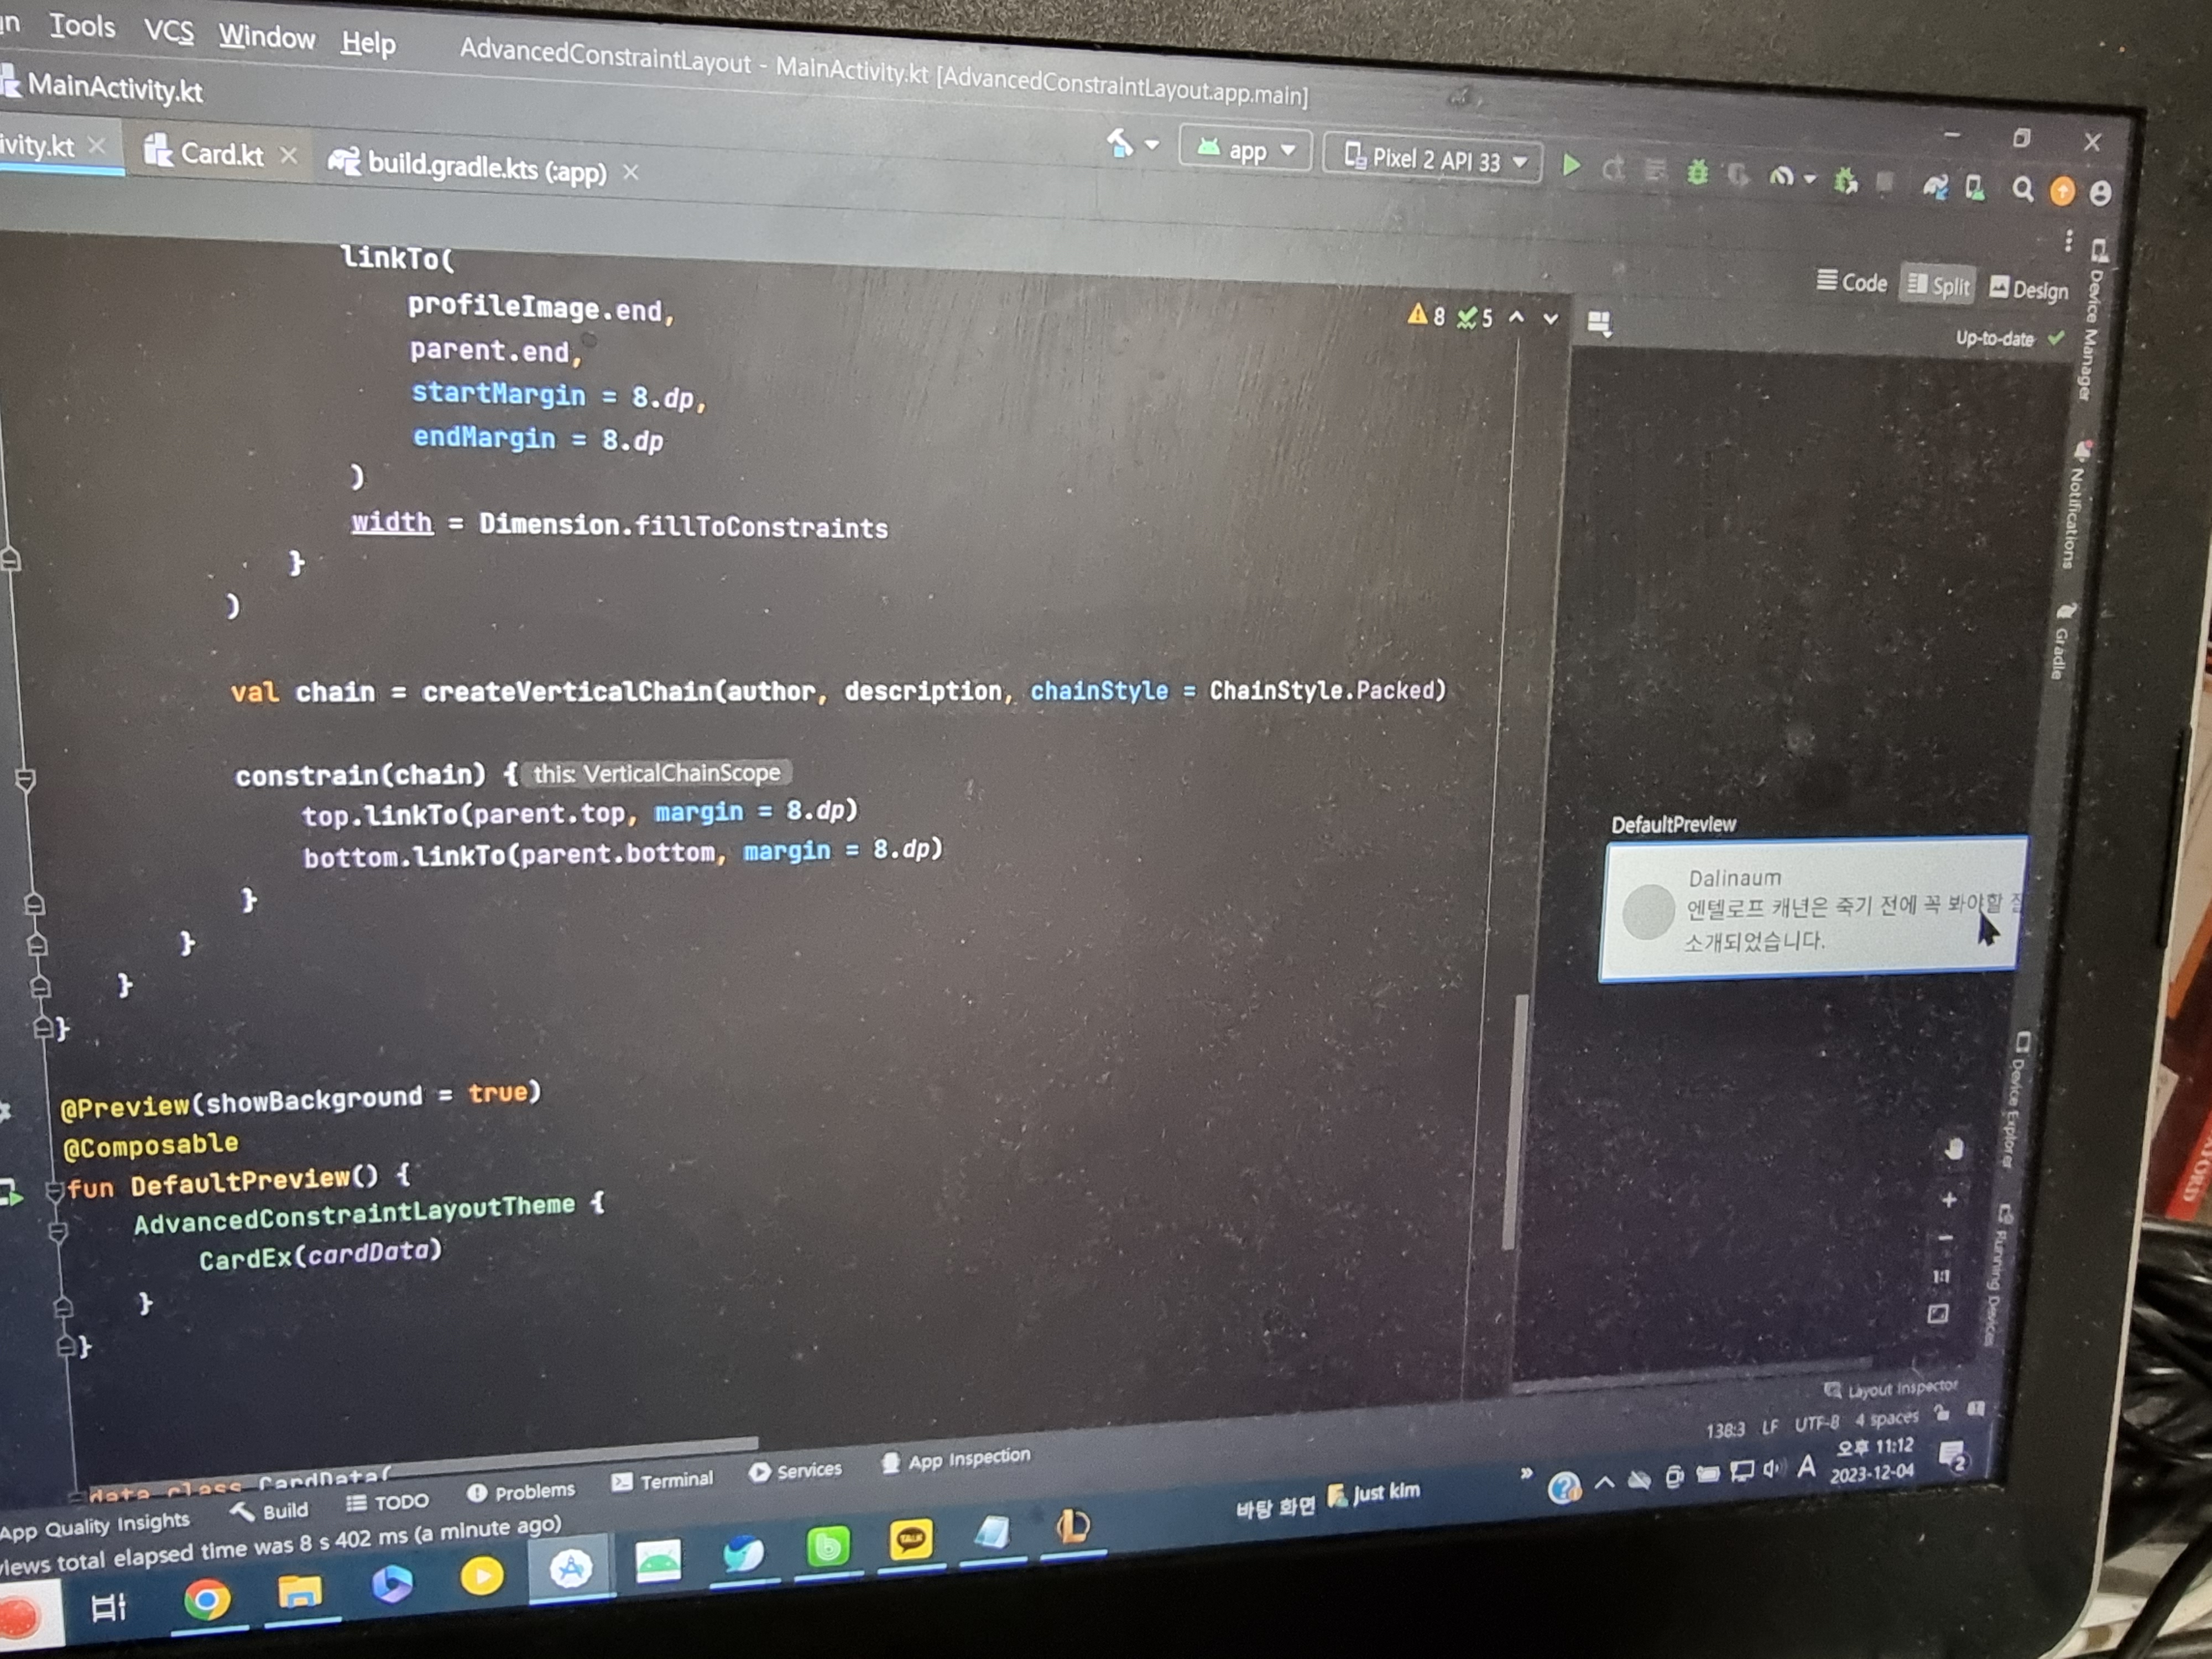 Tools VCS Window Help AdvancedConstraintLayout - MainActivity.kt [AdvancedConstraintLayout.app.main]
MainActivity.kt
ivity.kt Card.kt build.gradle.kts (:app) app Pixel 2 API 33
Code Split Design
8 5
Up-to-date
linkTo(
profileImage.end,
parent.end,
startMargin = 8.dp,
endMargin = 8.dp
)
width = Dimension.fillToConstraints
}
)
val chain = createVerticalChain(author, description, chainStyle = ChainStyle.Packed)
constrain(chain) { this: VerticalChainScope
top.linkTo(parent.top, margin = 8.dp)
bottom.linkTo(parent.bottom, margin = 8.dp)
}
}
}
}
@Preview(showBackground = true)
@Composable
fun DefaultPreview() {
AdvancedConstraintLayoutTheme {
CardEx(cardData)
}
}
data class CardData(
DefaultPreview
Dalinaum
엔텔로프 캐년은 죽기 전에 꼭 봐야할
소개되었습니다.
Device Manager
Notifications
Gradle
Device Explorer
Running Devices
1:1
Layout Inspector
138:3 LF UTF-8 4 spaces
App Quality Insights Build TODO Problems Terminal Services App Inspection
views total elapsed time was 8 s 402 ms (a minute ago)
바탕 화면 Just kim
A
오후 11:12
2023-12-04
2
TALK
b